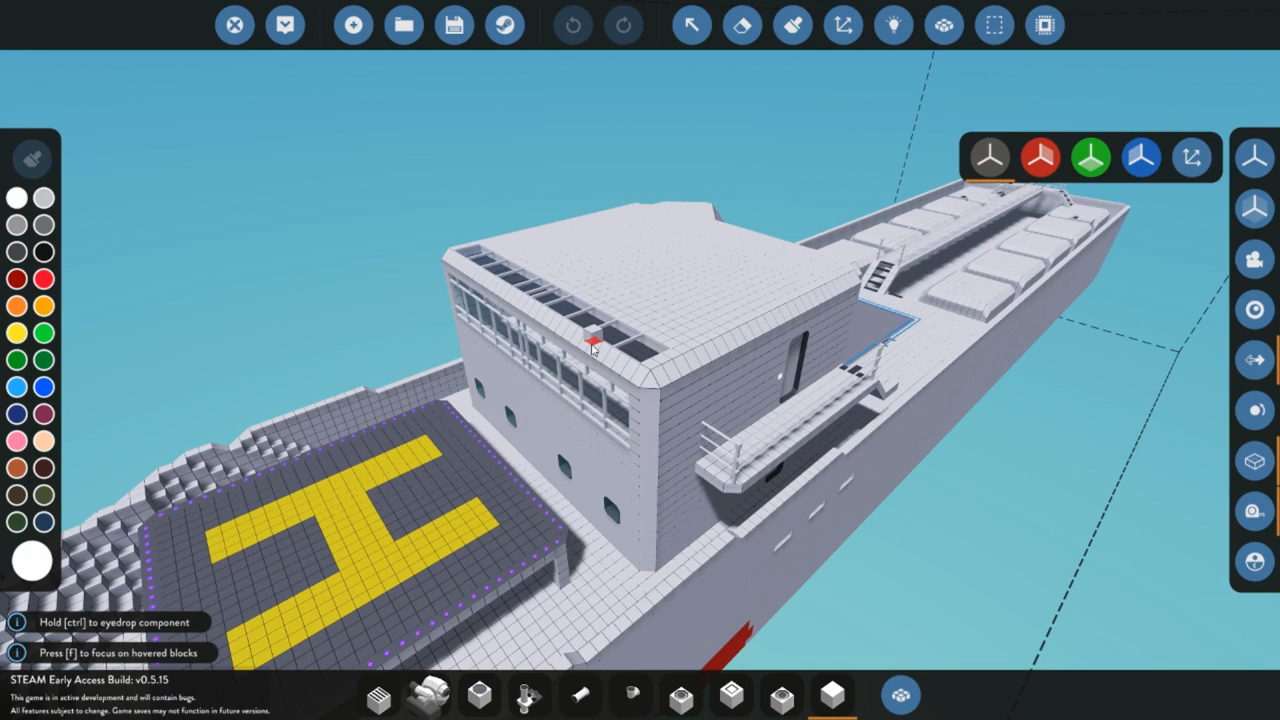 Hold [ctrl] to eyedrop component
Press [f] to focus on hovered blocks
STEAM Early Access Build: v0.5.15
This game is in active development and will contain bugs.
All features subject to change. Game saves may not function in future versions.
H